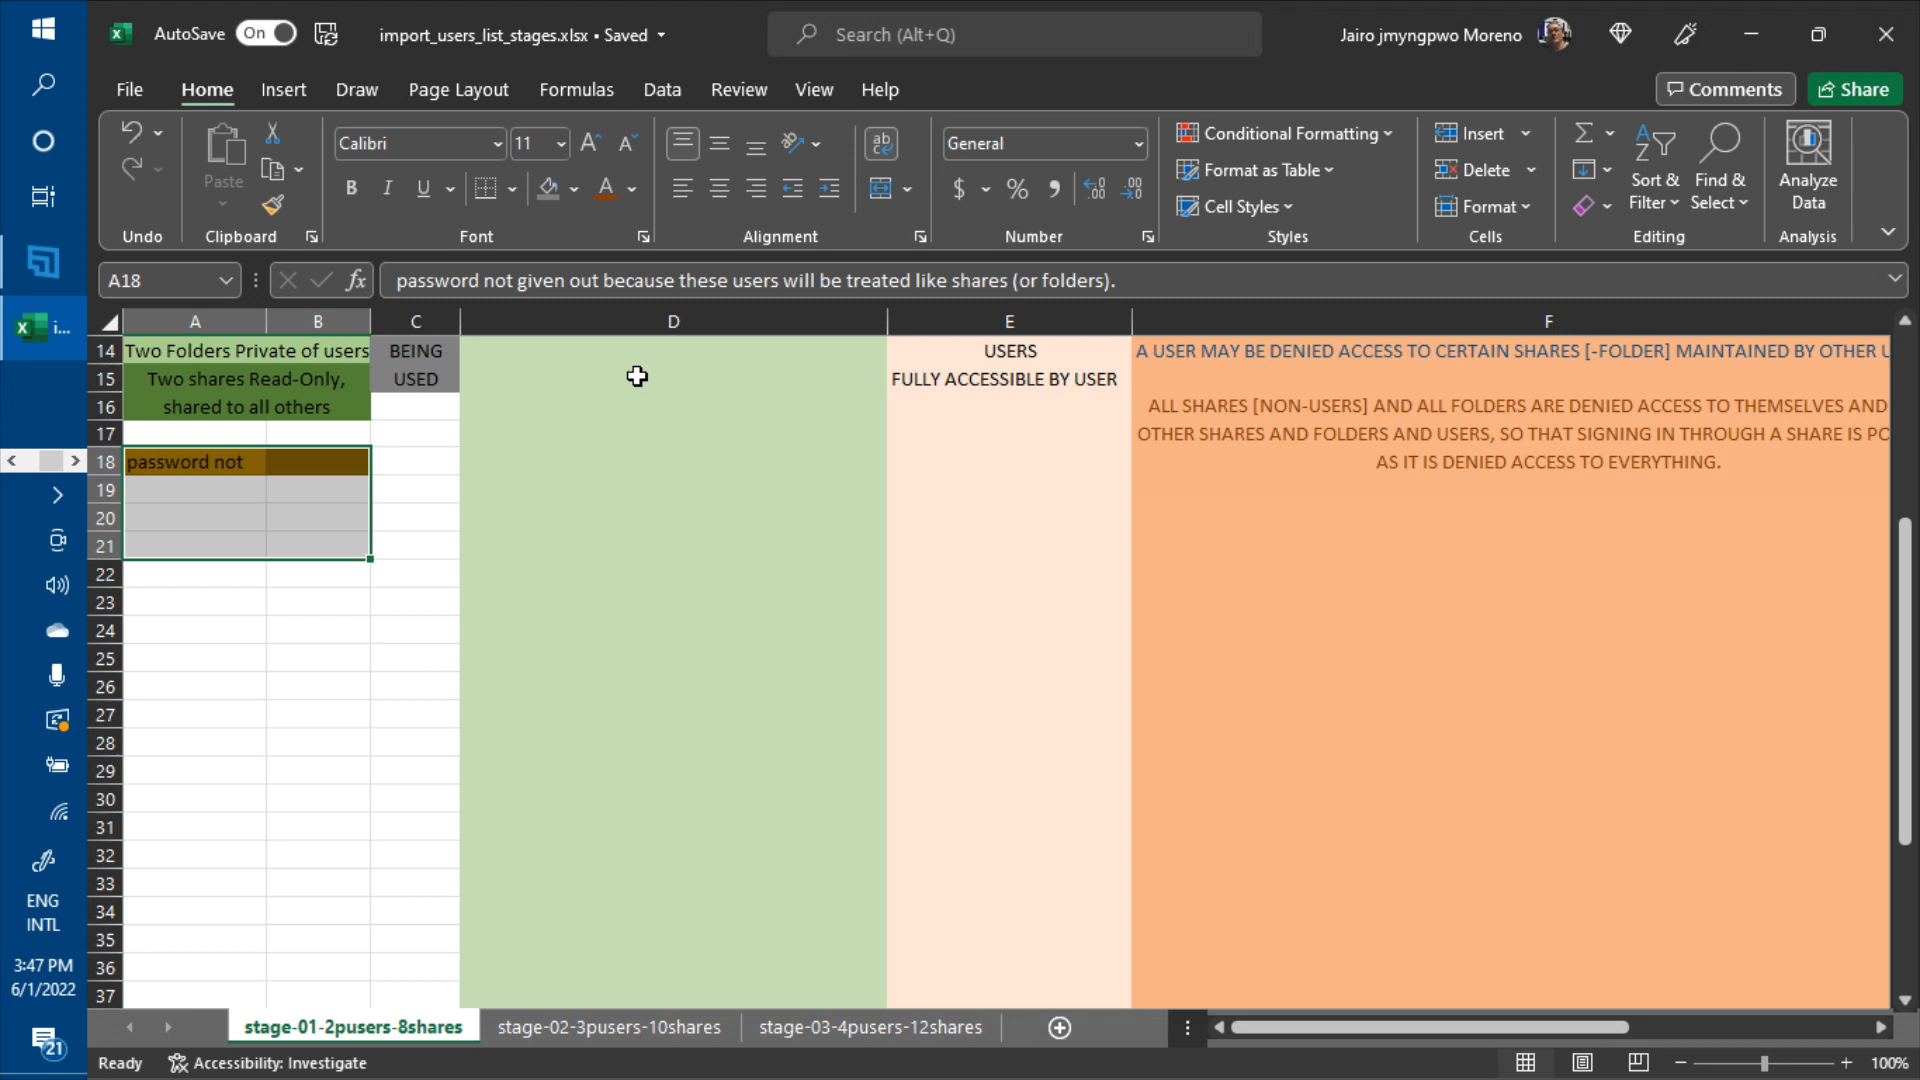 AutoSave On import_users_list_stages.xlsx • Saved Search (Alt+Q) Jairo jmyngpwo Moreno
File Home Insert Draw Page Layout Formulas Data Review View Help Comments Share
Calibri 11 General Conditional Formatting Insert
Paste Format as Table Delete Sort & Filter Find & Select Analyze Data
B I U A $ % Cell Styles Format
Undo Clipboard Font Alignment Number Styles Cells Editing Analysis
A18 fx password not given out because these users will be treated like shares (or folders).
A B C D E F
14 Two Folders Private of users BEING USERS A USER MAY BE DENIED ACCESS TO CERTAIN SHARES [-FOLDER] MAINTAINED BY OTHER U
15 Two shares Read-Only, USED FULLY ACCESSIBLE BY USER
16 shared to all others ALL SHARES [NON-USERS] AND ALL FOLDERS ARE DENIED ACCESS TO THEMSELVES AND
17 OTHER SHARES AND FOLDERS AND USERS, SO THAT SIGNING IN THROUGH A SHARE IS PO
18 password not AS IT IS DENIED ACCESS TO EVERYTHING.
19
20
21
22
23
24
25
26
27
28
29
30
31
32
33
34
35
36
37
i...
ENG
INTL
3:47 PM
6/1/2022
21
stage-01-2pusers-8shares stage-02-3pusers-10shares stage-03-4pusers-12shares
Ready Accessibility: Investigate 100%